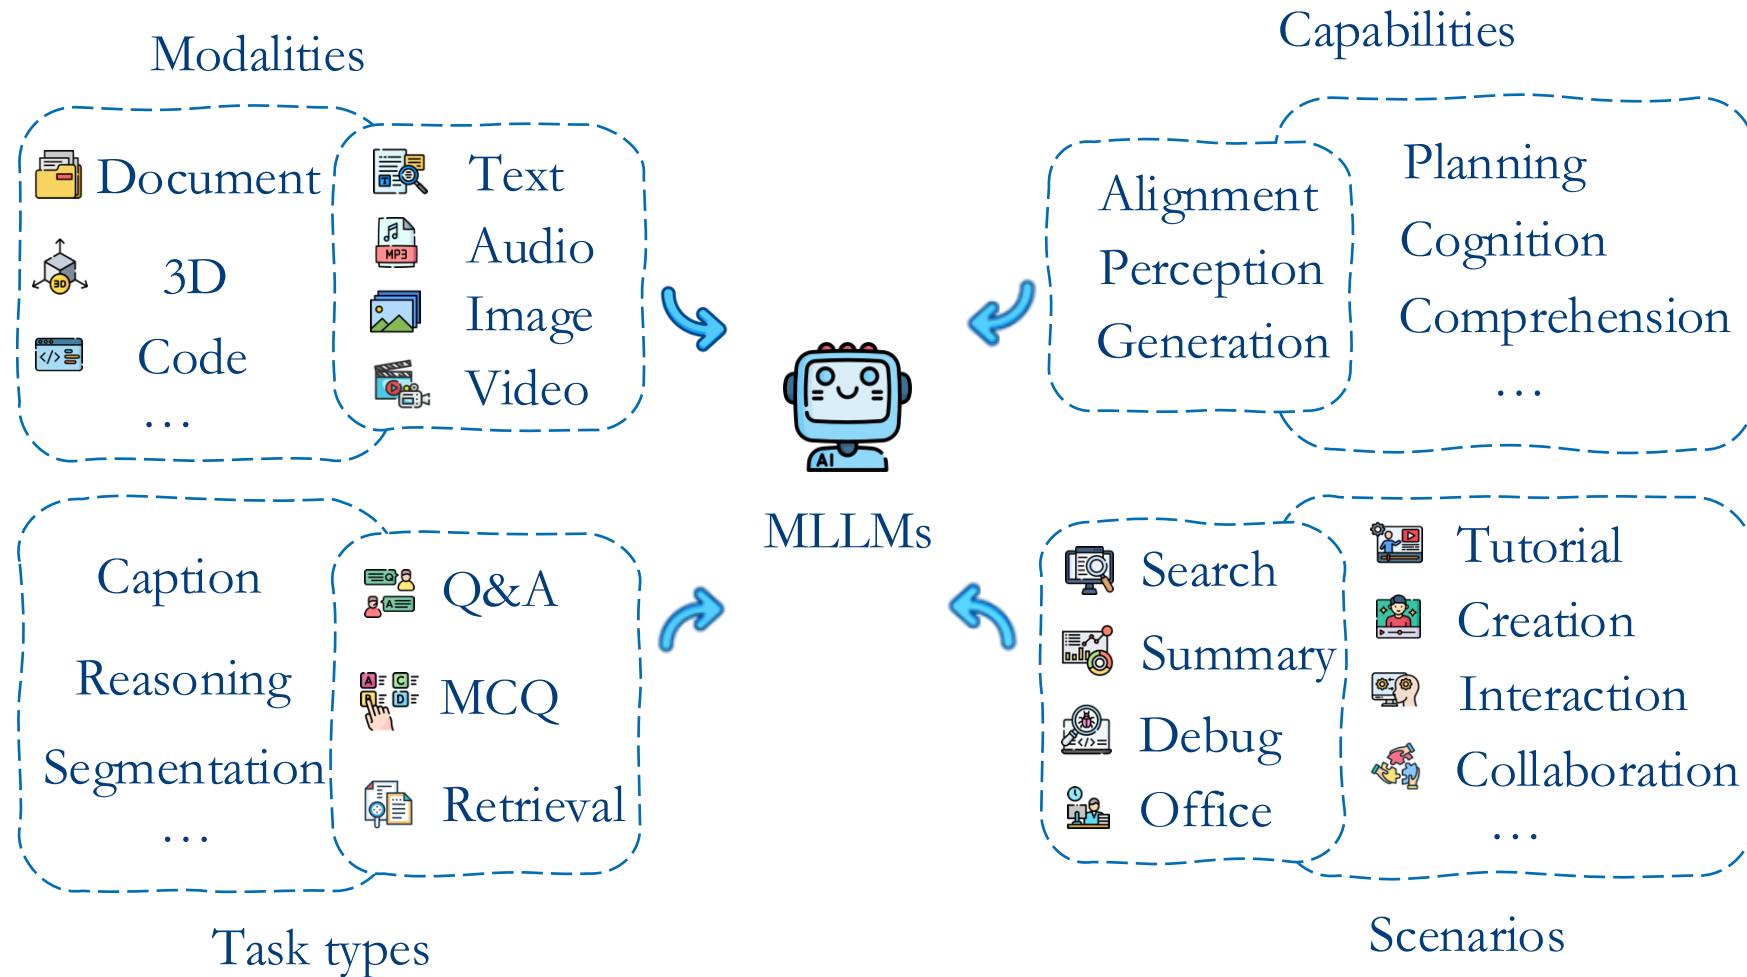 Modalities
Document
3D
Code
...
Text
MP3
Audio
Image
Video
Capabilities
Alignment
Perception
Generation
Planning
Cognition
Comprehension
...
AI
MLLMs
Caption
Reasoning
Segmentation
...
Q&A
MCQ
Retrieval
Task types
Search
Summary
Debug
Office
Tutorial
Creation
Interaction
Collaboration
...
Scenarios